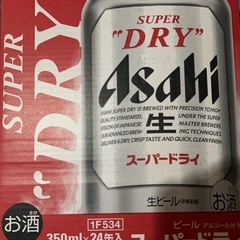 SUPER
"DRY"
SUPER
"DRY"
Asahi
ASAHI SUPER DRY IS BREWED WITH PRECISION TO HIGH
QUALITY STANDARDS
UNDER THE SUPER
VISION OF JAPANESE
MASTER BREWERS
OUR ADVANCED BREW
ING TECHNIQUES
DELIVER A DRY, CRISP TASTE AND QUICK, CLEAN FINISH.
生
スーパードライ
生ビール
お酒
1F534
350ml×24缶入
ビール